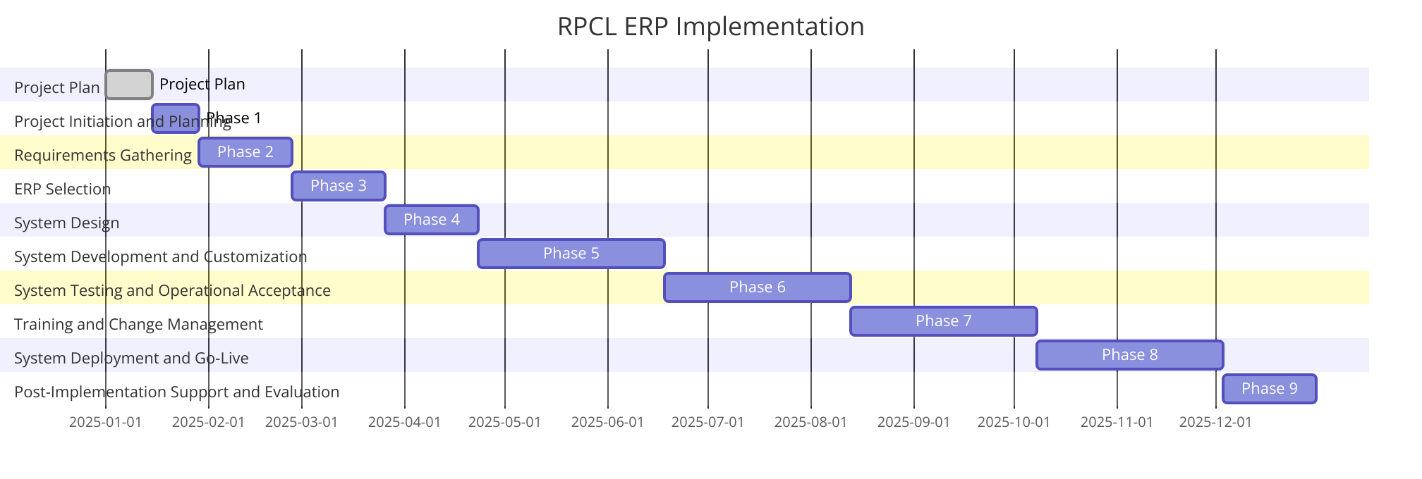 RPCL ERP Implementation
Project Plan
Project Plan
Project Initiation and Planning
Phase 1
Requirements Gathering
Phase 2
ERP Selection
Phase 3
System Design
Phase 4
System Development and Customization
Phase 5
System Testing and Operational Acceptance
Phase 6
Training and Change Management
Phase 7
System Deployment and Go-Live
Phase 8
Post-Implementation Support and Evaluation
Phase 9
2025-01-01
2025-02-01
2025-03-01
2025-04-01
2025-05-01
2025-06-01
2025-07-01
2025-08-01
2025-09-01
2025-10-01
2025-11-01
2025-12-01